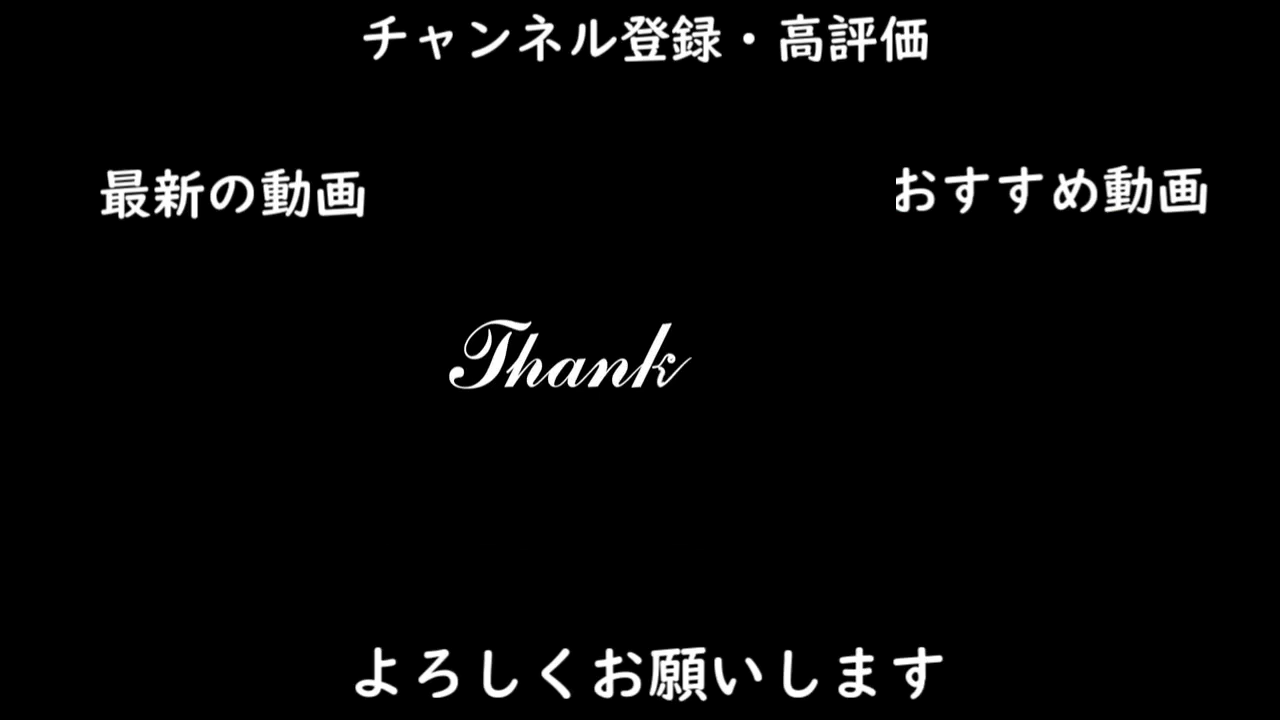 チャンネル登録・高評価
最新の動画
おすすめ動画
Thank
よろしくお願いします